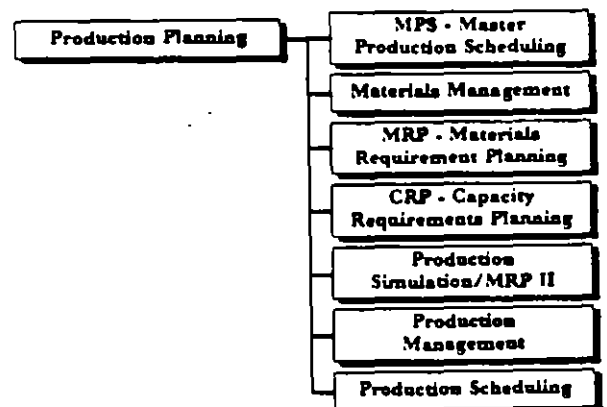 Production Planning
MPS - Master
Production Scheduling
Materials Management
MRP - Materials
Requirement Planning
CRP - Capacity
Requirements Planning
Production
Simulation/MRP II
Production
Management
Production Scheduling